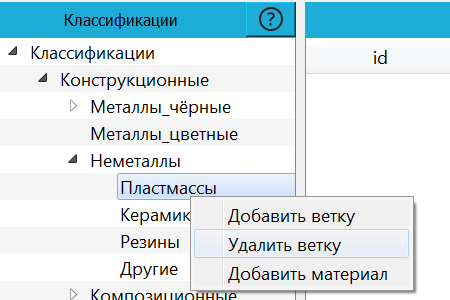 Классификации ?
id
Классификации
Конструкционные
Металлы_чёрные
Металлы_цветные
Неметаллы
Пластмассы
Керамик
Добавить ветку
Резины
Удалить ветку
Другие
Добавить материал
Композиционные